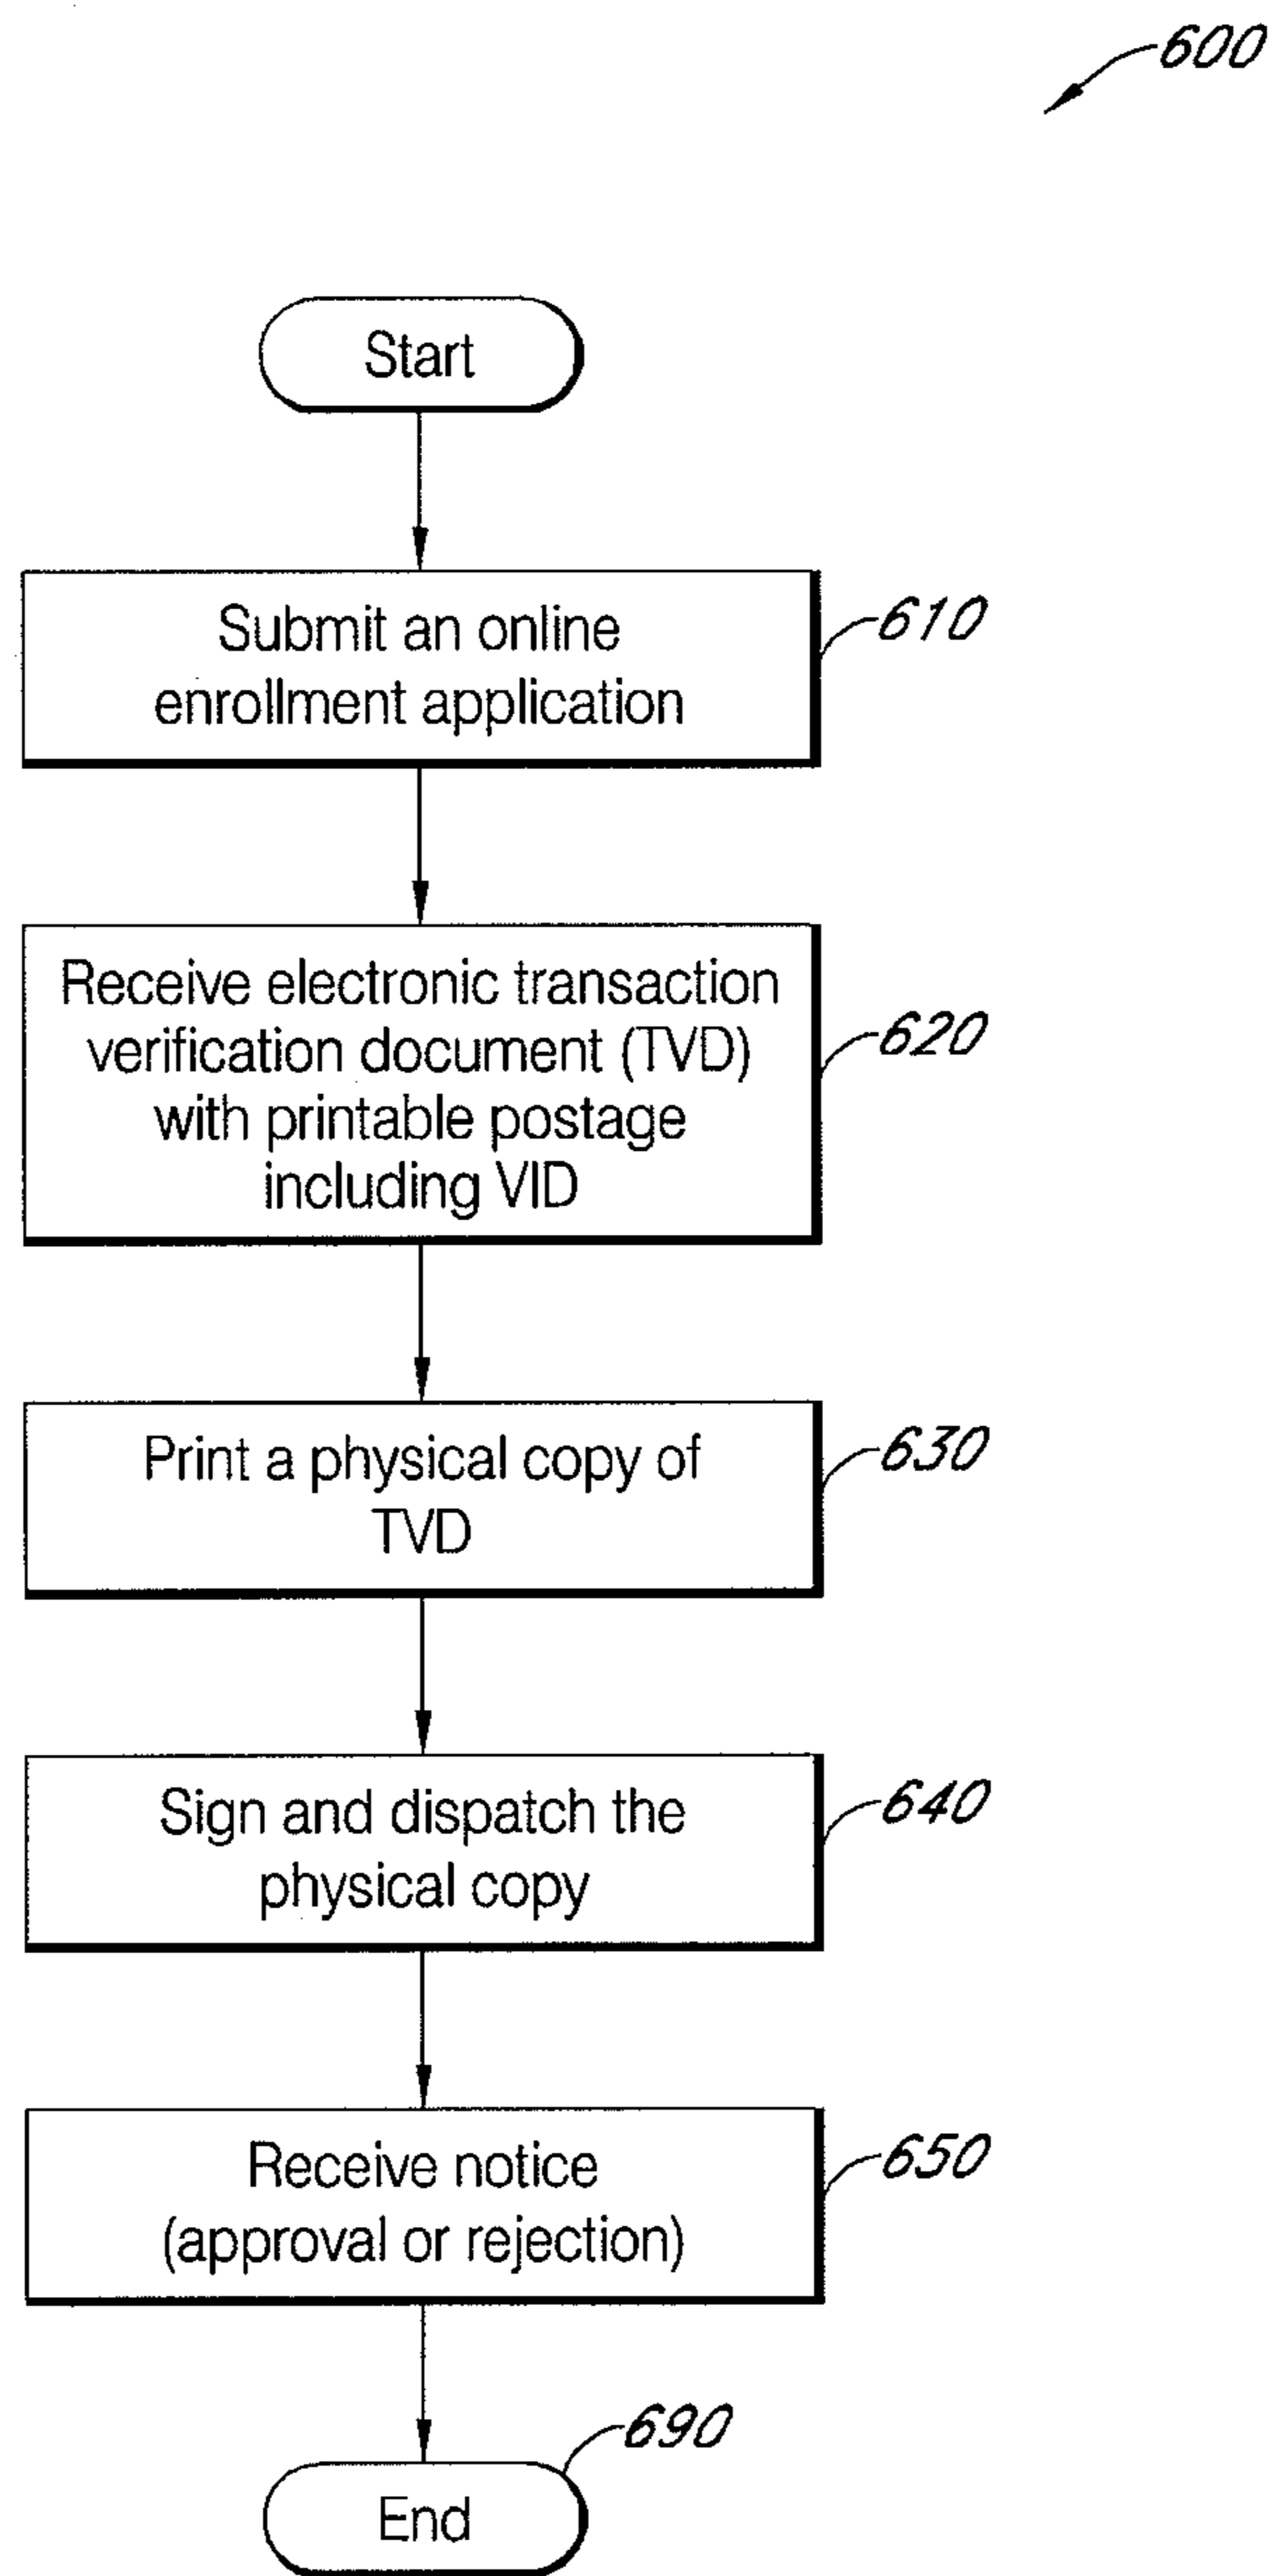 600
Start
Submit an online
enrollment application
610
Receive electronic transaction
verification document (TVD)
with printable postage
including VID
620
Print a physical copy of
TVD
630
Sign and dispatch the
physical copy
640
Receive notice
(approval or rejection)
650
690
End